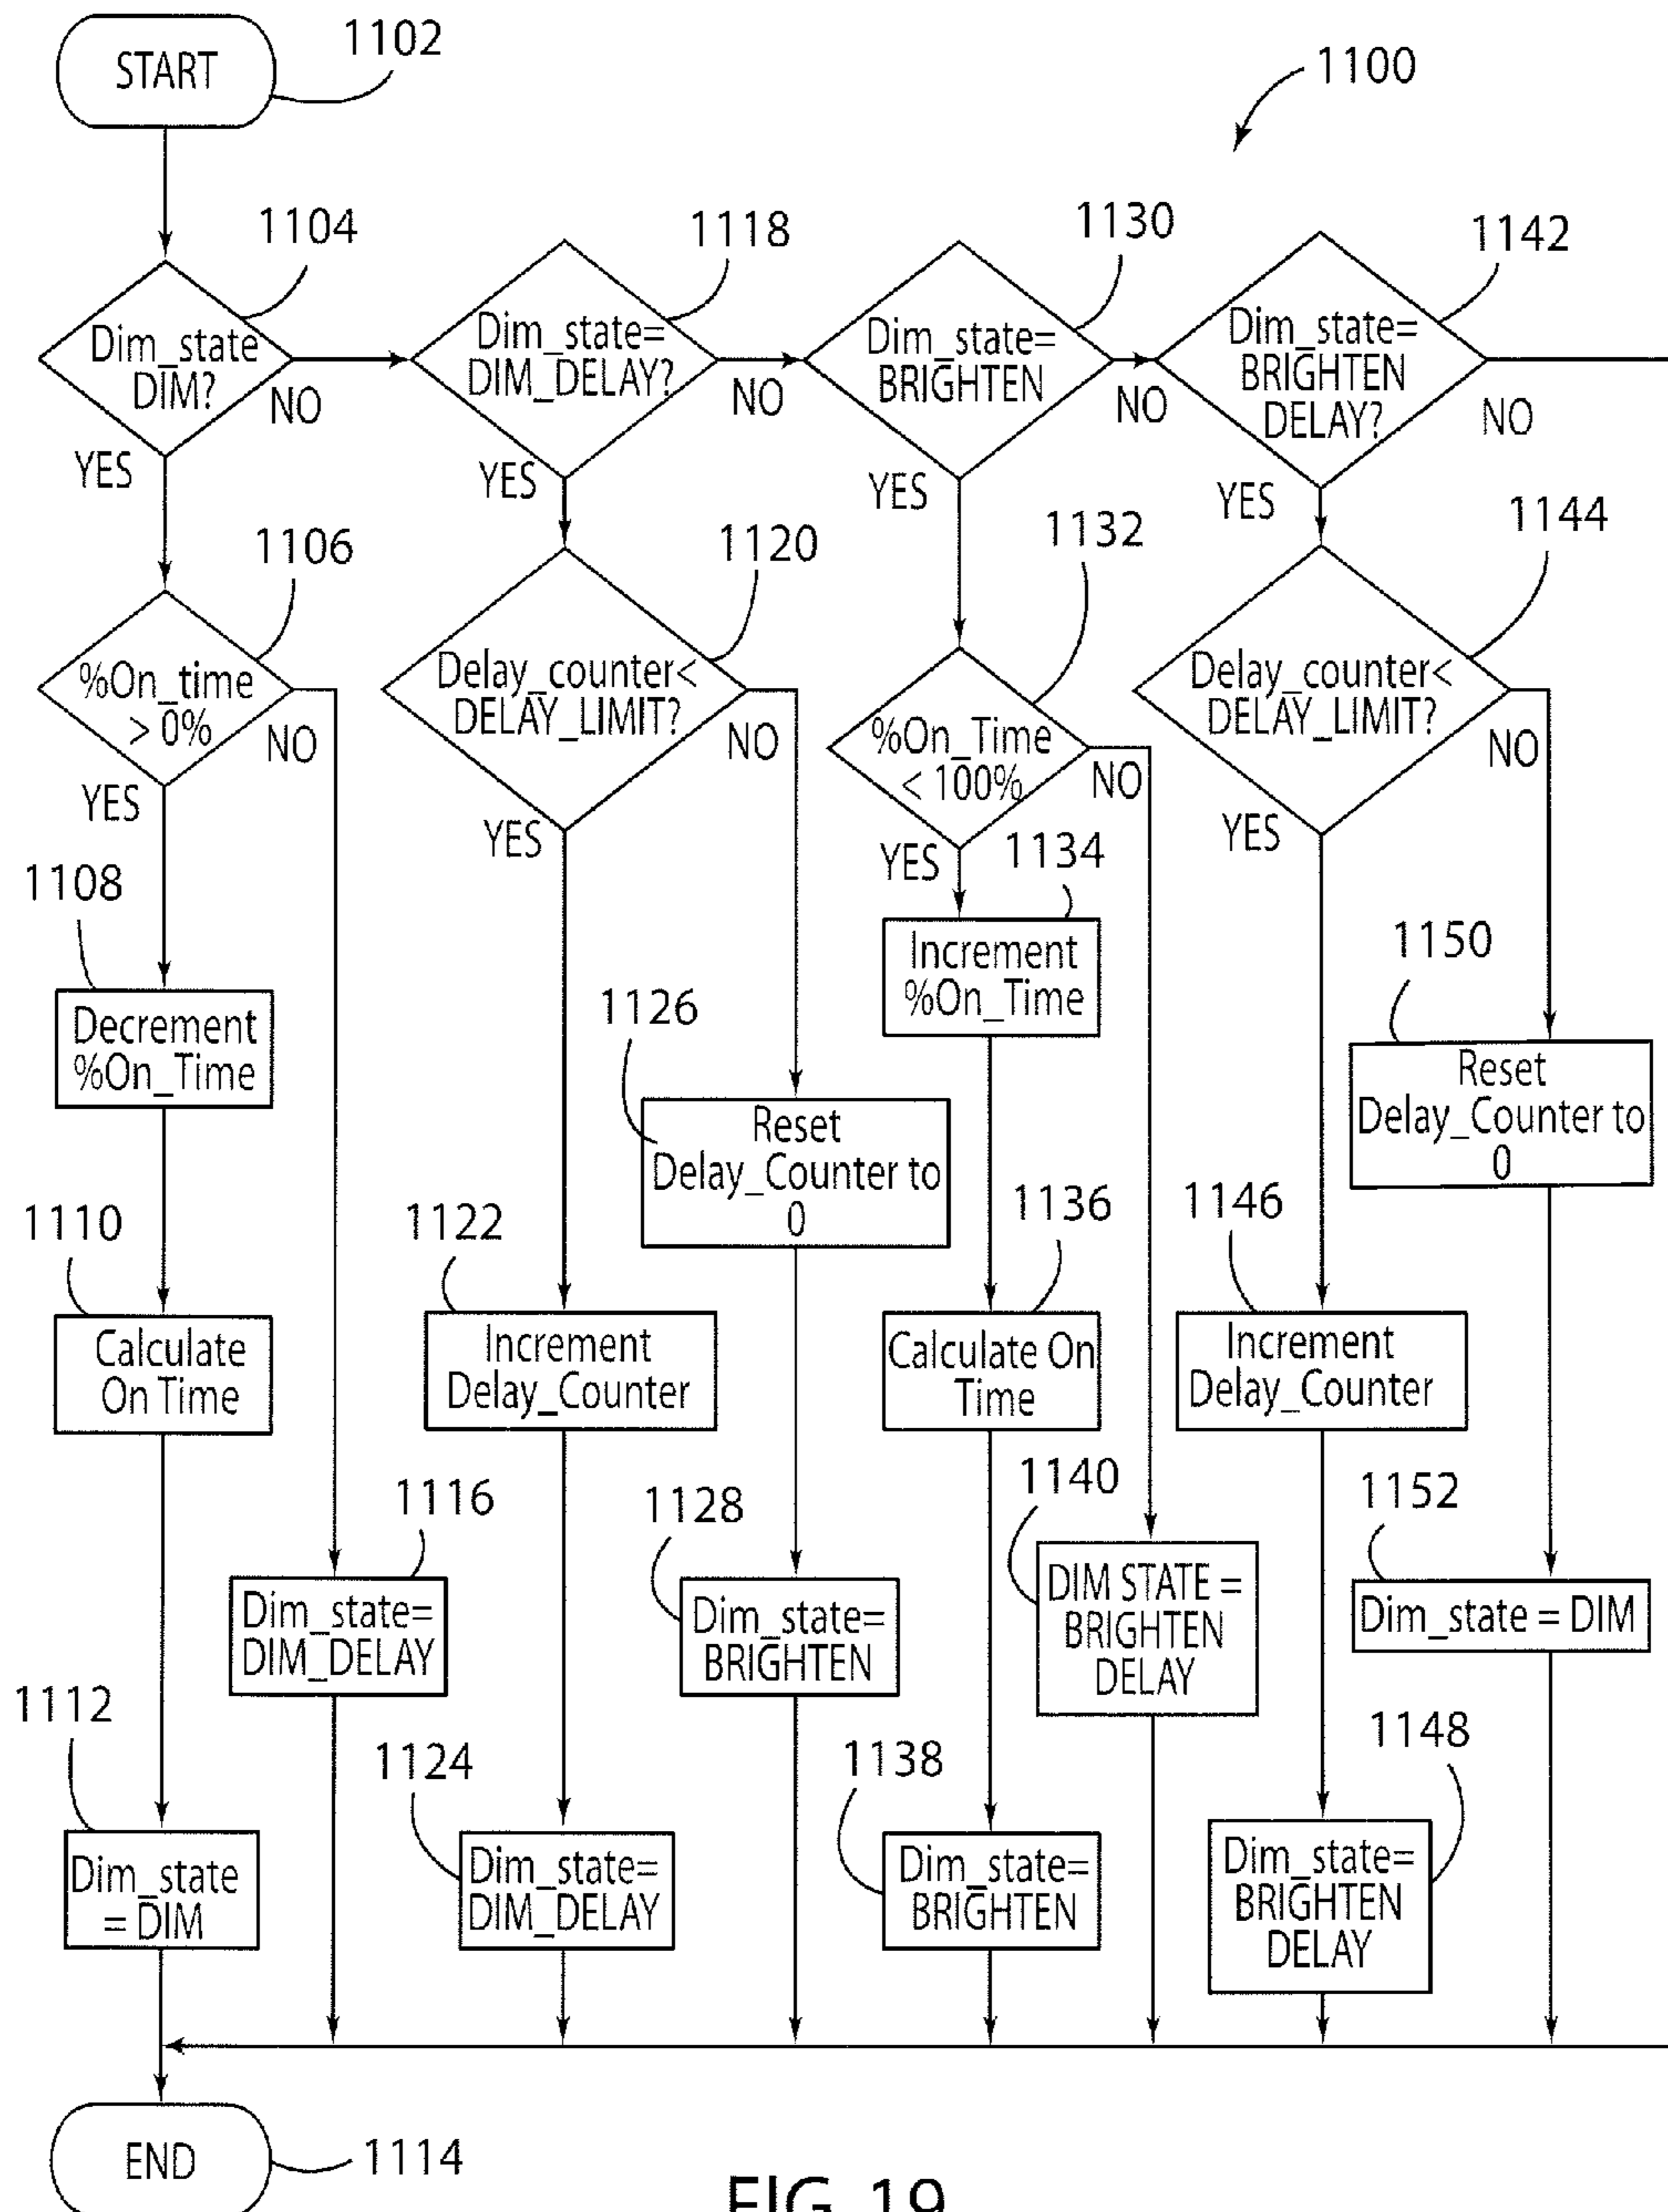 START
1102
1100
1104
1118
1130
1142
Dim_state
DIM?
NO
YES
Dim_state=
DIM_DELAY?
NO
YES
Dim_state=
BRIGHTEN
NO
YES
Dim_state=
BRIGHTEN
DELAY?
NO
YES
1106
1120
1132
1144
%On_time
> 0%
NO
YES
Delay_counter<
DELAY_LIMIT?
NO
YES
%On_Time
< 100%
NO
YES
Delay_counter<
DELAY_LIMIT?
NO
YES
1108
1134
1150
Decrement
%On_Time
1126
Reset
Delay_Counter to
0
Increment
%On_Time
Reset
Delay_Counter to
0
1110
1122
1136
1146
Calculate
On Time
Increment
Delay_Counter
Calculate On
Time
Increment
Delay_Counter
1116
1128
1140
1152
Dim_state=
DIM_DELAY
Dim_state=
BRIGHTEN
DIM STATE =
BRIGHTEN
DELAY
Dim_state = DIM
1112
1124
1138
1148
Dim_state
= DIM
Dim_state=
DIM_DELAY
Dim_state=
BRIGHTEN
Dim_state=
BRIGHTEN
DELAY
END
1114
FIG. 19